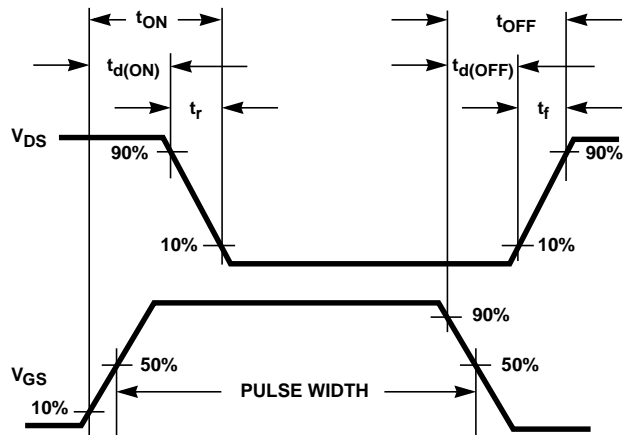 tON
tOFF
td(ON)
td(OFF)
tr
tf
VDS
90%
90%
10%
10%
90%
VGS
50%
50%
PULSE WIDTH
10%